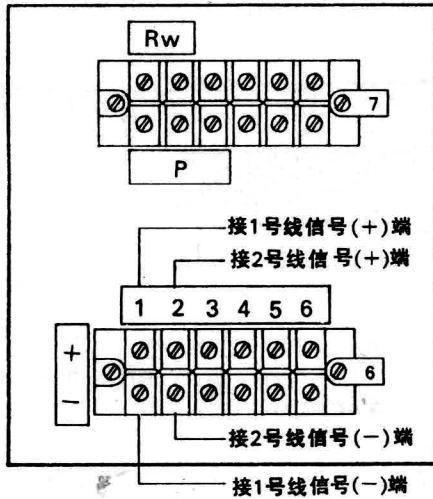 Rw
7
P
接1号线信号(+)端
接2号线信号(+)端
1 2 3 4 5 6
+
6
-
接2号线信号(-)端
接1号线信号(-)端